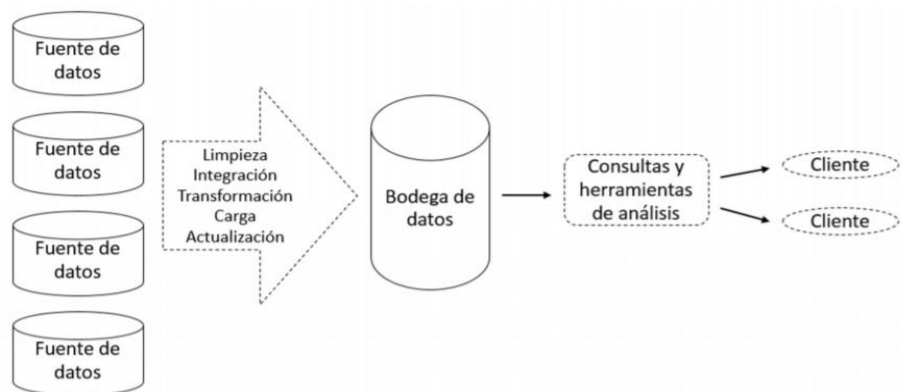 Fuente de
datos
Fuente de
datos
Fuente de
datos
Fuente de
datos
Limpieza
Integración
Transformación
Carga
Actualización
Bodega de
datos
Consultas y
herramientas
de análisis
Cliente
Cliente